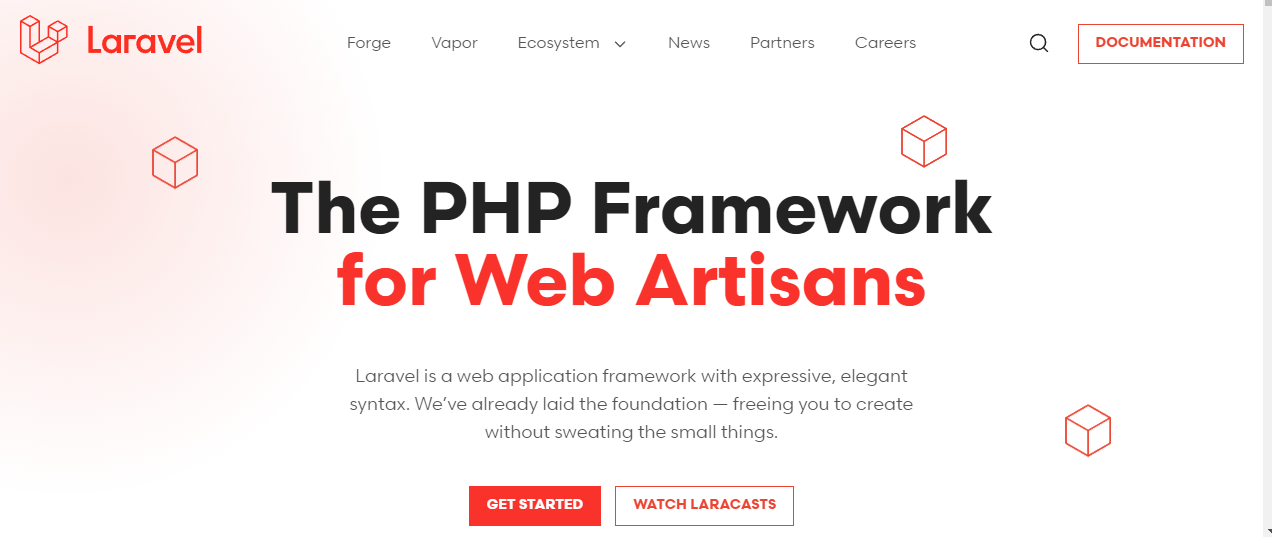 Laravel
Forge Vapor Ecosystem News Partners Careers
DOCUMENTATION
The PHP Framework
for Web Artisans
Laravel is a web application framework with expressive, elegant
syntax. We’ve already laid the foundation — freeing you to create
without sweating the small things.
GET STARTED
WATCH LARACASTS